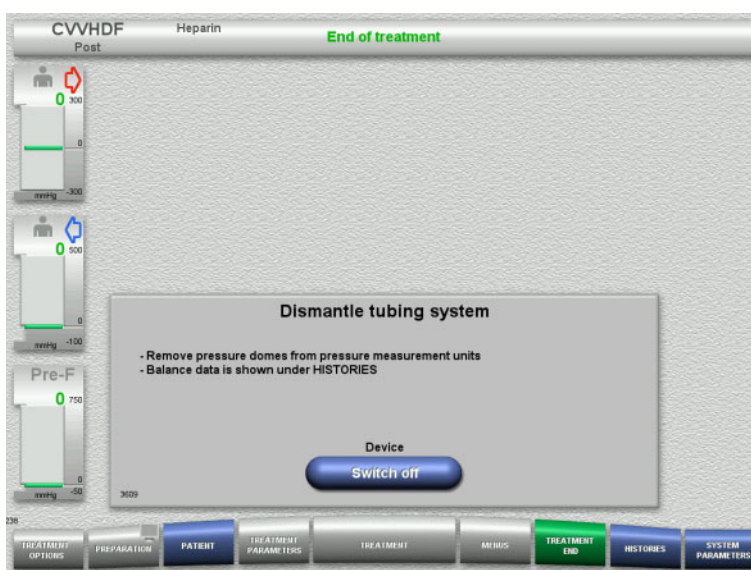 CVVHDF Heparin End of treatment
Post
0 300
0
mmHg -300
0 500
0
mmHg -100
Pre-F
0 750
0
mmHg -50
Dismantle tubing system
- Remove pressure domes from pressure measurement units
- Balance data is shown under HISTORIES
Device
Switch off
3609
238
TREATMENT OPTIONS
PREPARATION
PATIENT
TREATMENT PARAMETERS
TREATMENT
MENUS
TREATMENT END
HISTORIES
SYSTEM PARAMETERS